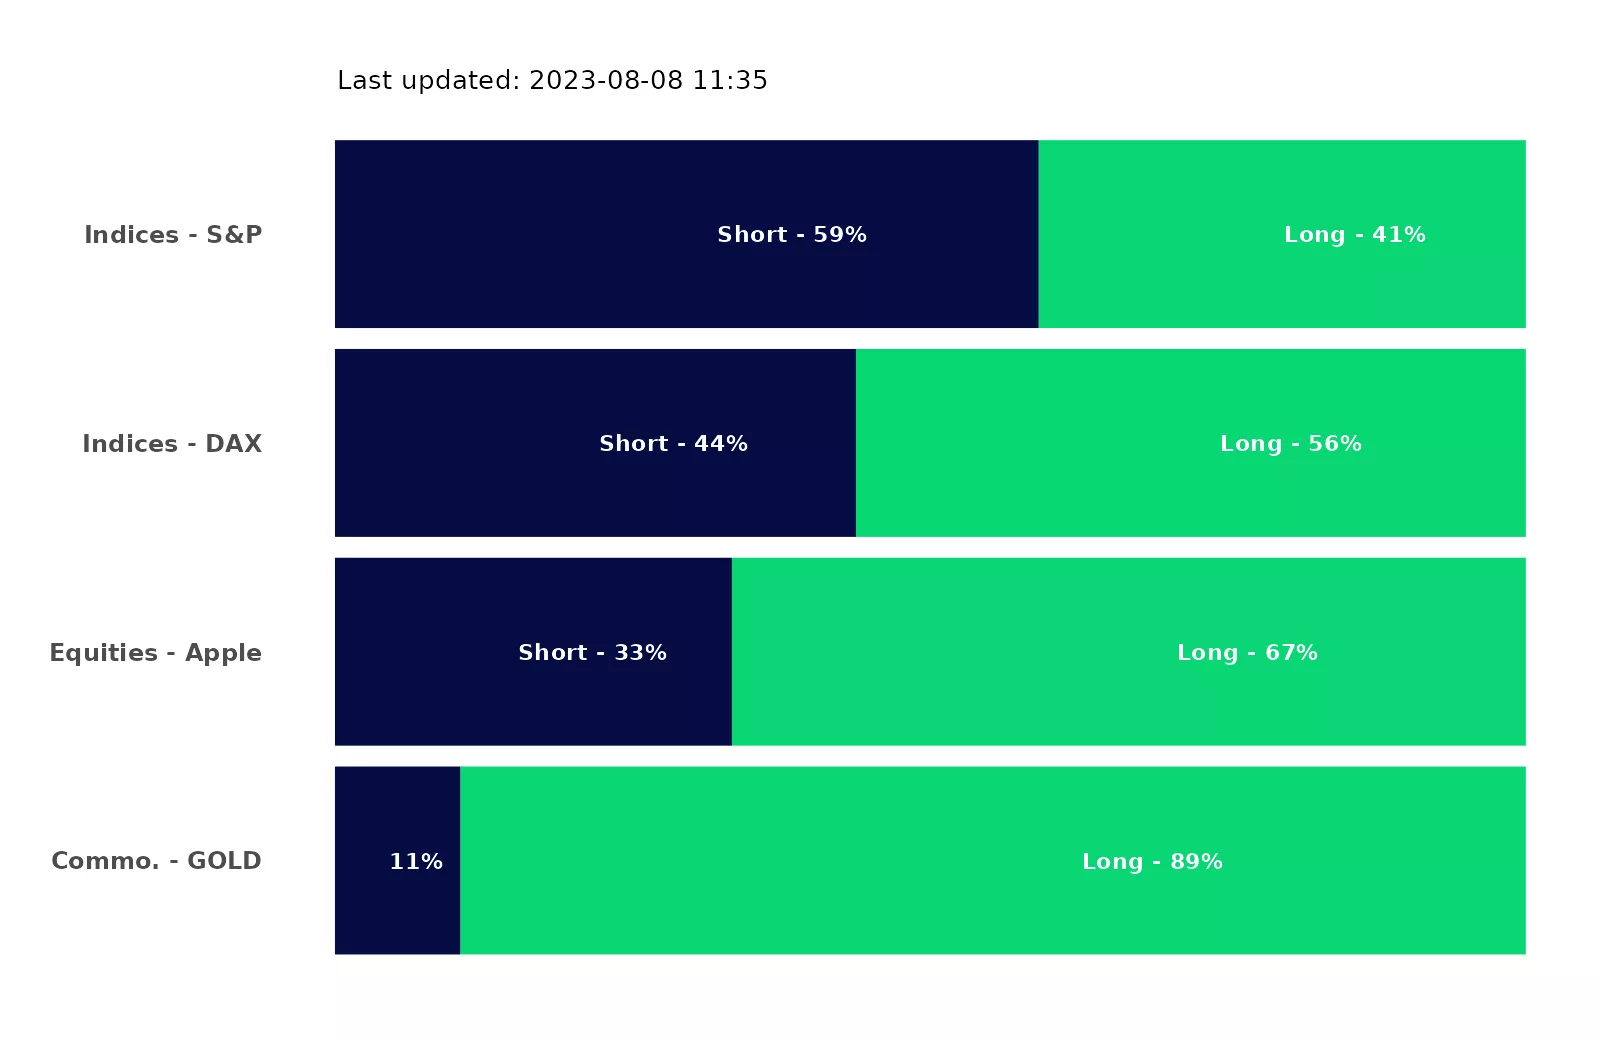 Last updated: 2023-08-08 11:35
Indices - S&P Short - 59% Long - 41%
Indices - DAX Short - 44% Long - 56%
Equities - Apple Short - 33% Long - 67%
Commo. - GOLD 11% Long - 89%